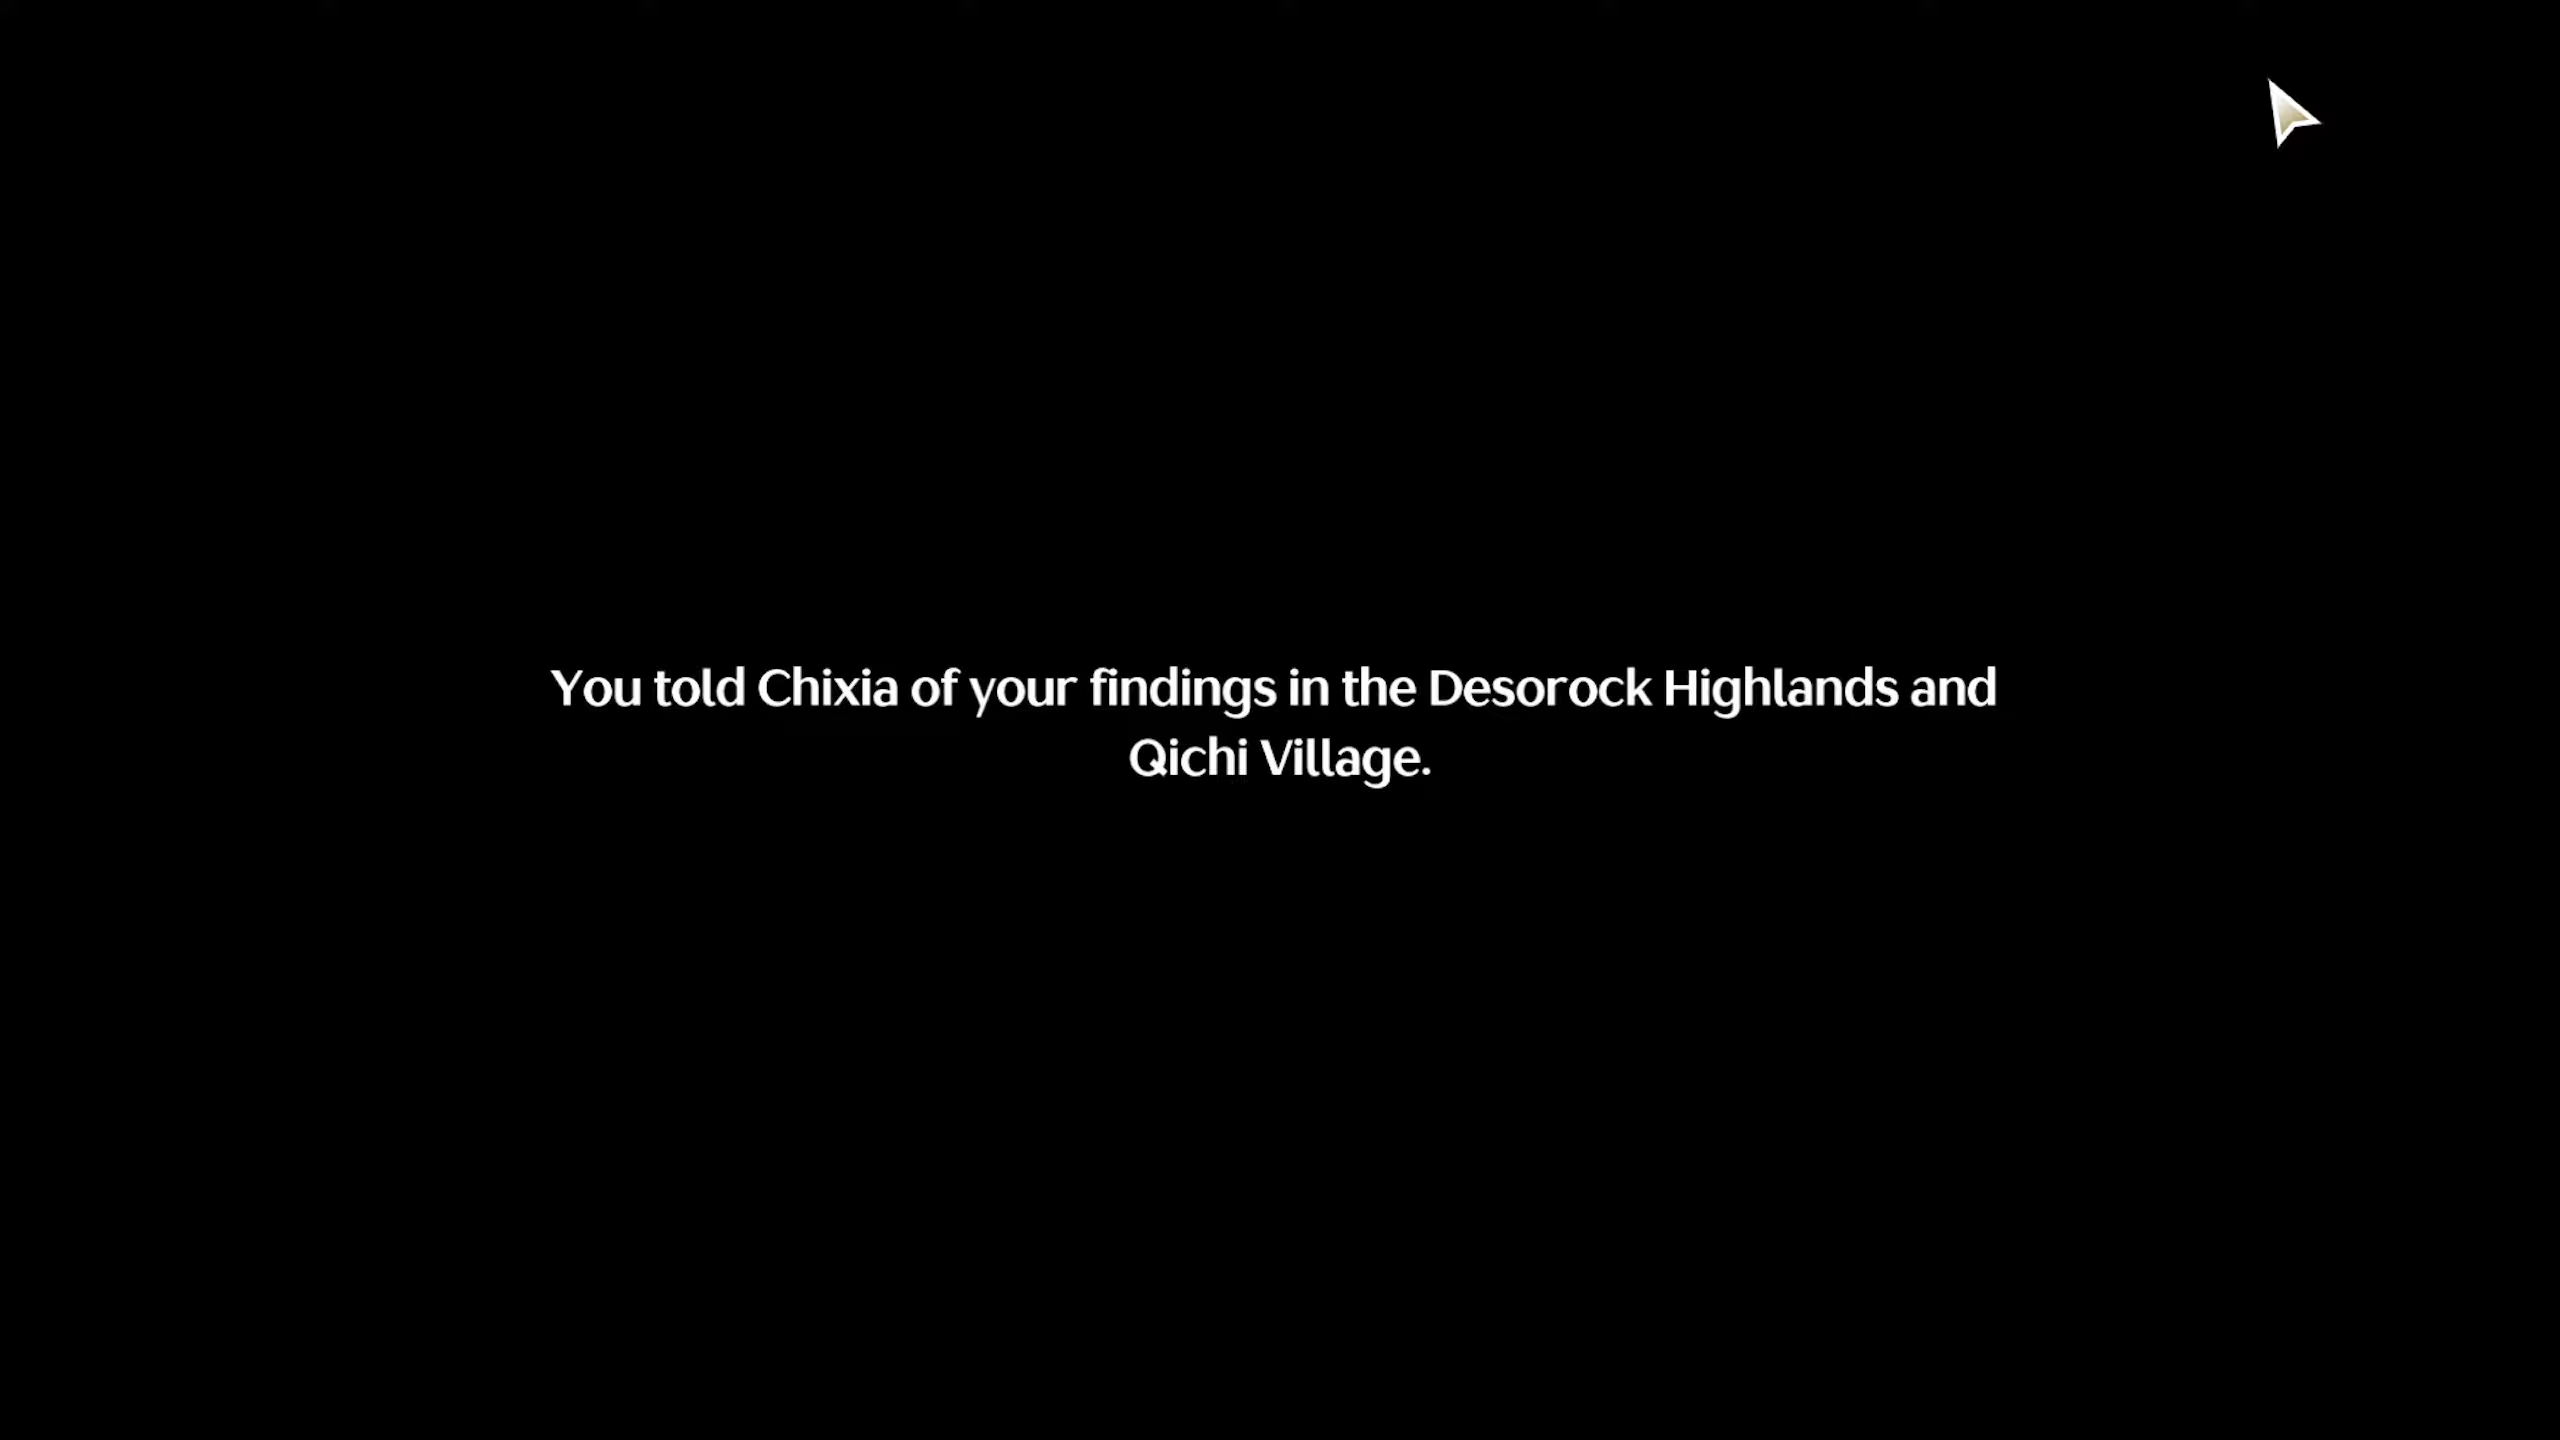 You told Chixia of your findings in the Desorock Highlands and
Qichi Village.